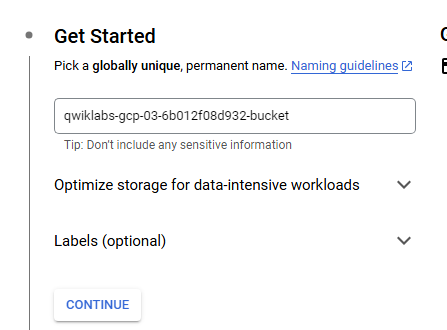 Get Started
Pick a globally unique, permanent name. Naming guidelines
qwiklabs-gcp-03-6b012f08d932-bucket
Tip: Don't include any sensitive information
Optimize storage for data-intensive workloads
Labels (optional)
CONTINUE